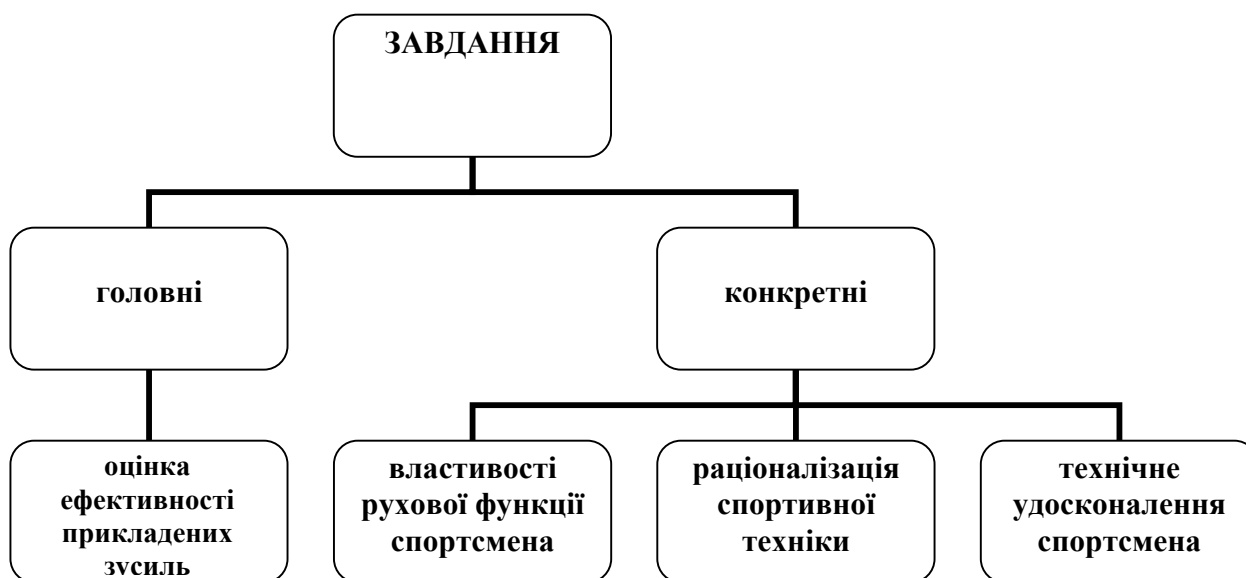 ЗАВДАННЯ
головні
конкретні
оцінка
ефективності
прикладених
зусиль
властивості
рухової функції
спортсмена
раціоналізація
спортивної
техніки
технічне
удосконалення
спортсмена